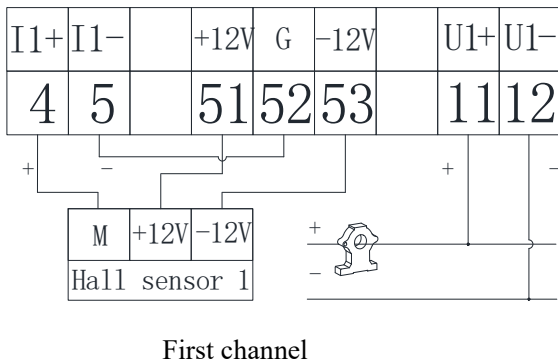 I1+ I1- +12V G -12V U1+ U1-
4 5 51 52 53 11 12
+ - + -
M +12V -12V
Hall sensor 1
+
-
First channel